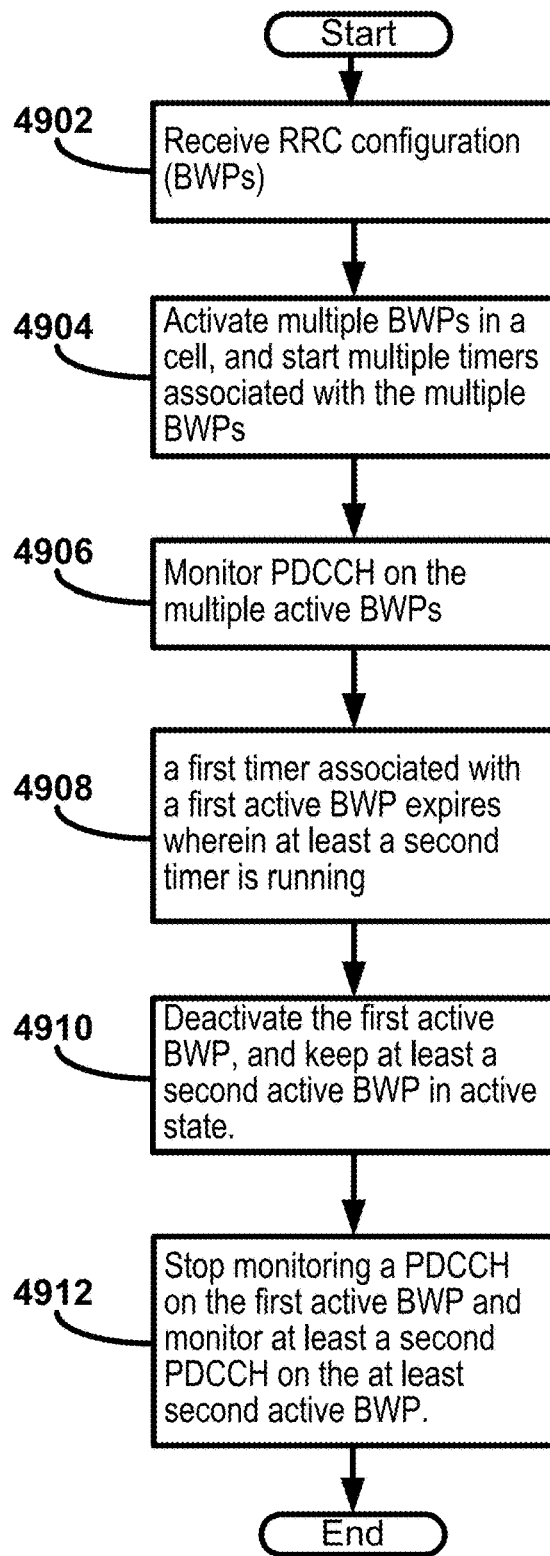 Start
4902
Receive RRC configuration
(BWPs)
4904
Activate multiple BWPs in a
cell, and start multiple timers
associated with the multiple
BWPs
4906
Monitor PDCCH on the
multiple active BWPs
4908
a first timer associated with
a first active BWP expires
wherein at least a second
timer is running
4910
Deactivate the first active
BWP, and keep at least a
second active BWP in active
state.
4912
Stop monitoring a PDCCH
on the first active BWP and
monitor at least a second
PDCCH on the at least
second active BWP.
End